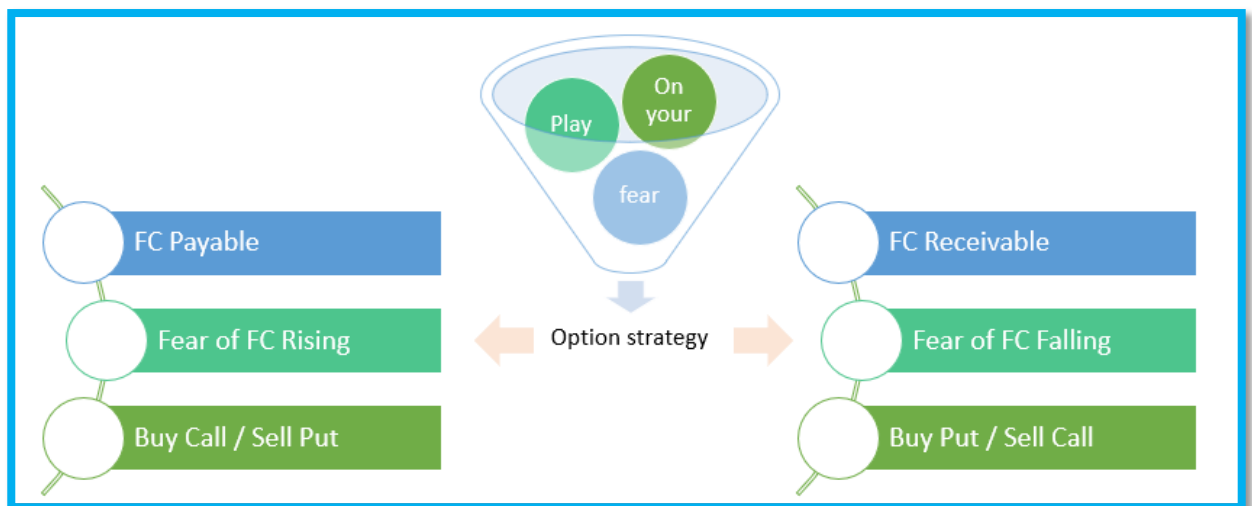 Play
On
your
fear
Option strategy
FC Payable
Fear of FC Rising
Buy Call / Sell Put
FC Receivable
Fear of FC Falling
Buy Put / Sell Call